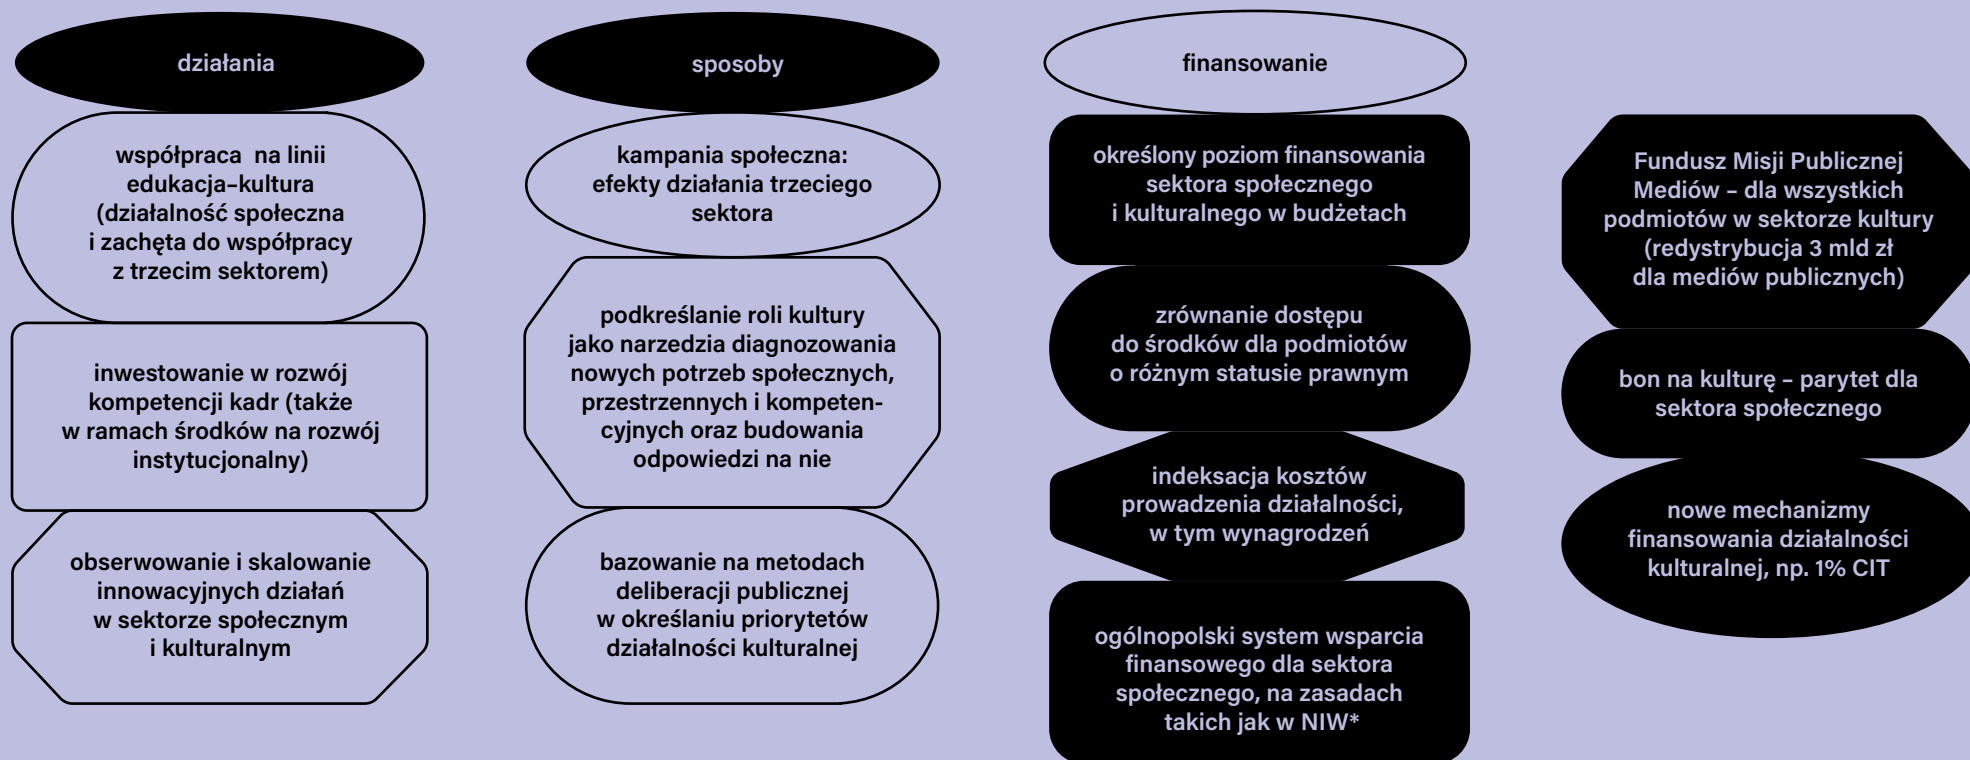 działania
współpraca na linii
edukacja–kultura
(działalność społeczna
i zachęta do współpracy
z trzecim sektorem)
inwestowanie w rozwój
kompetencji kadr (także
w ramach środków na rozwój
instytucjonalny)
obserwowanie i skalowanie
innowacyjnych działań
w sektorze społecznym
i kulturalnym
sposoby
kampania społeczna:
efekty działania trzeciego
sektora
podkreślanie roli kultury
jako narzedzia diagnozowania
nowych potrzeb społecznych,
przestrzennych i kompeten-
cyjnych oraz budowania
odpowiedzi na nie
bazowanie na metodach
deliberacji publicznej
w określaniu priorytetów
działalności kulturalnej
finansowanie
określony poziom finansowania
sektora społecznego
i kulturalnego w budżetach
zrównanie dostępu
do środków dla podmiotów
o różnym statusie prawnym
indeksacja kosztów
prowadzenia działalności,
w tym wynagrodzeń
ogólnopolski system wsparcia
finansowego dla sektora
społecznego, na zasadach
takich jak w NIW*
Fundusz Misji Publicznej
Mediów – dla wszystkich
podmiotów w sektorze kultury
(redystrybucja 3 mld zł
dla mediów publicznych)
bon na kulturę – parytet dla
sektora społecznego
nowe mechanizmy
finansowania działalności
kulturalnej, np. 1% CIT